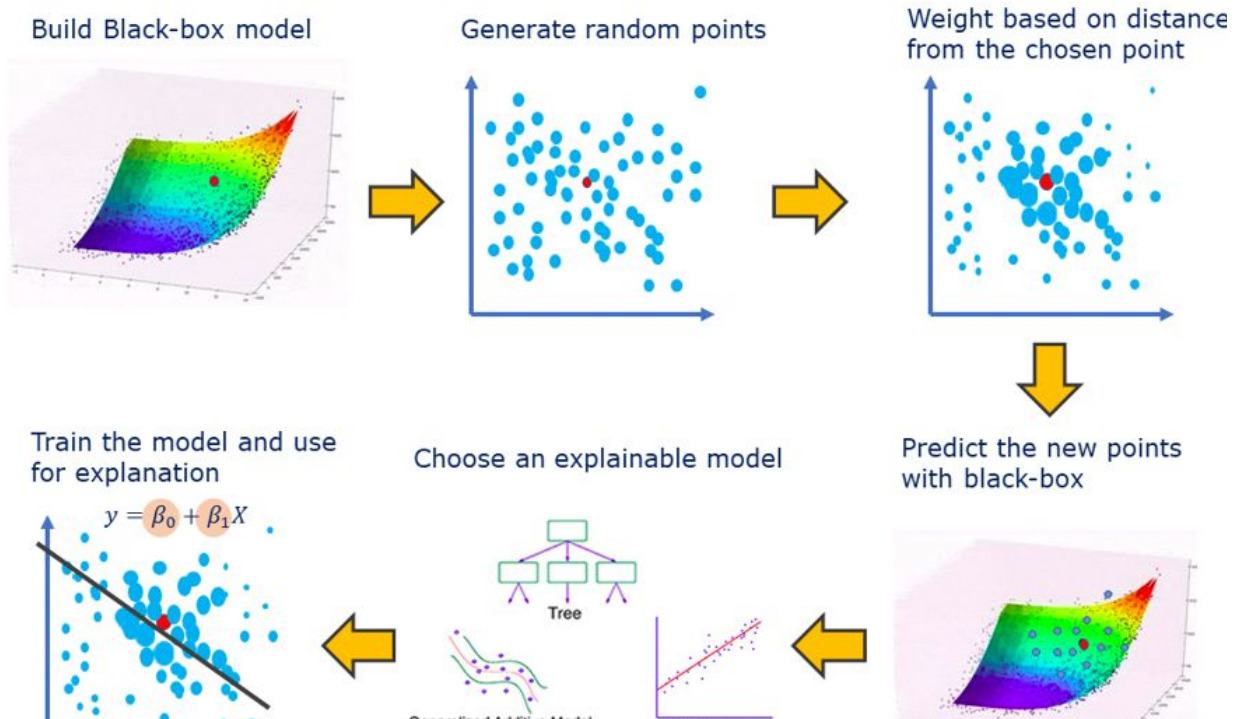 Build Black-box model
Generate random points
Weight based on distance
from the chosen point
Train the model and use
for explanation
y = β₀ + β₁X
Choose an explainable model
Tree
Predict the new points
with black-box